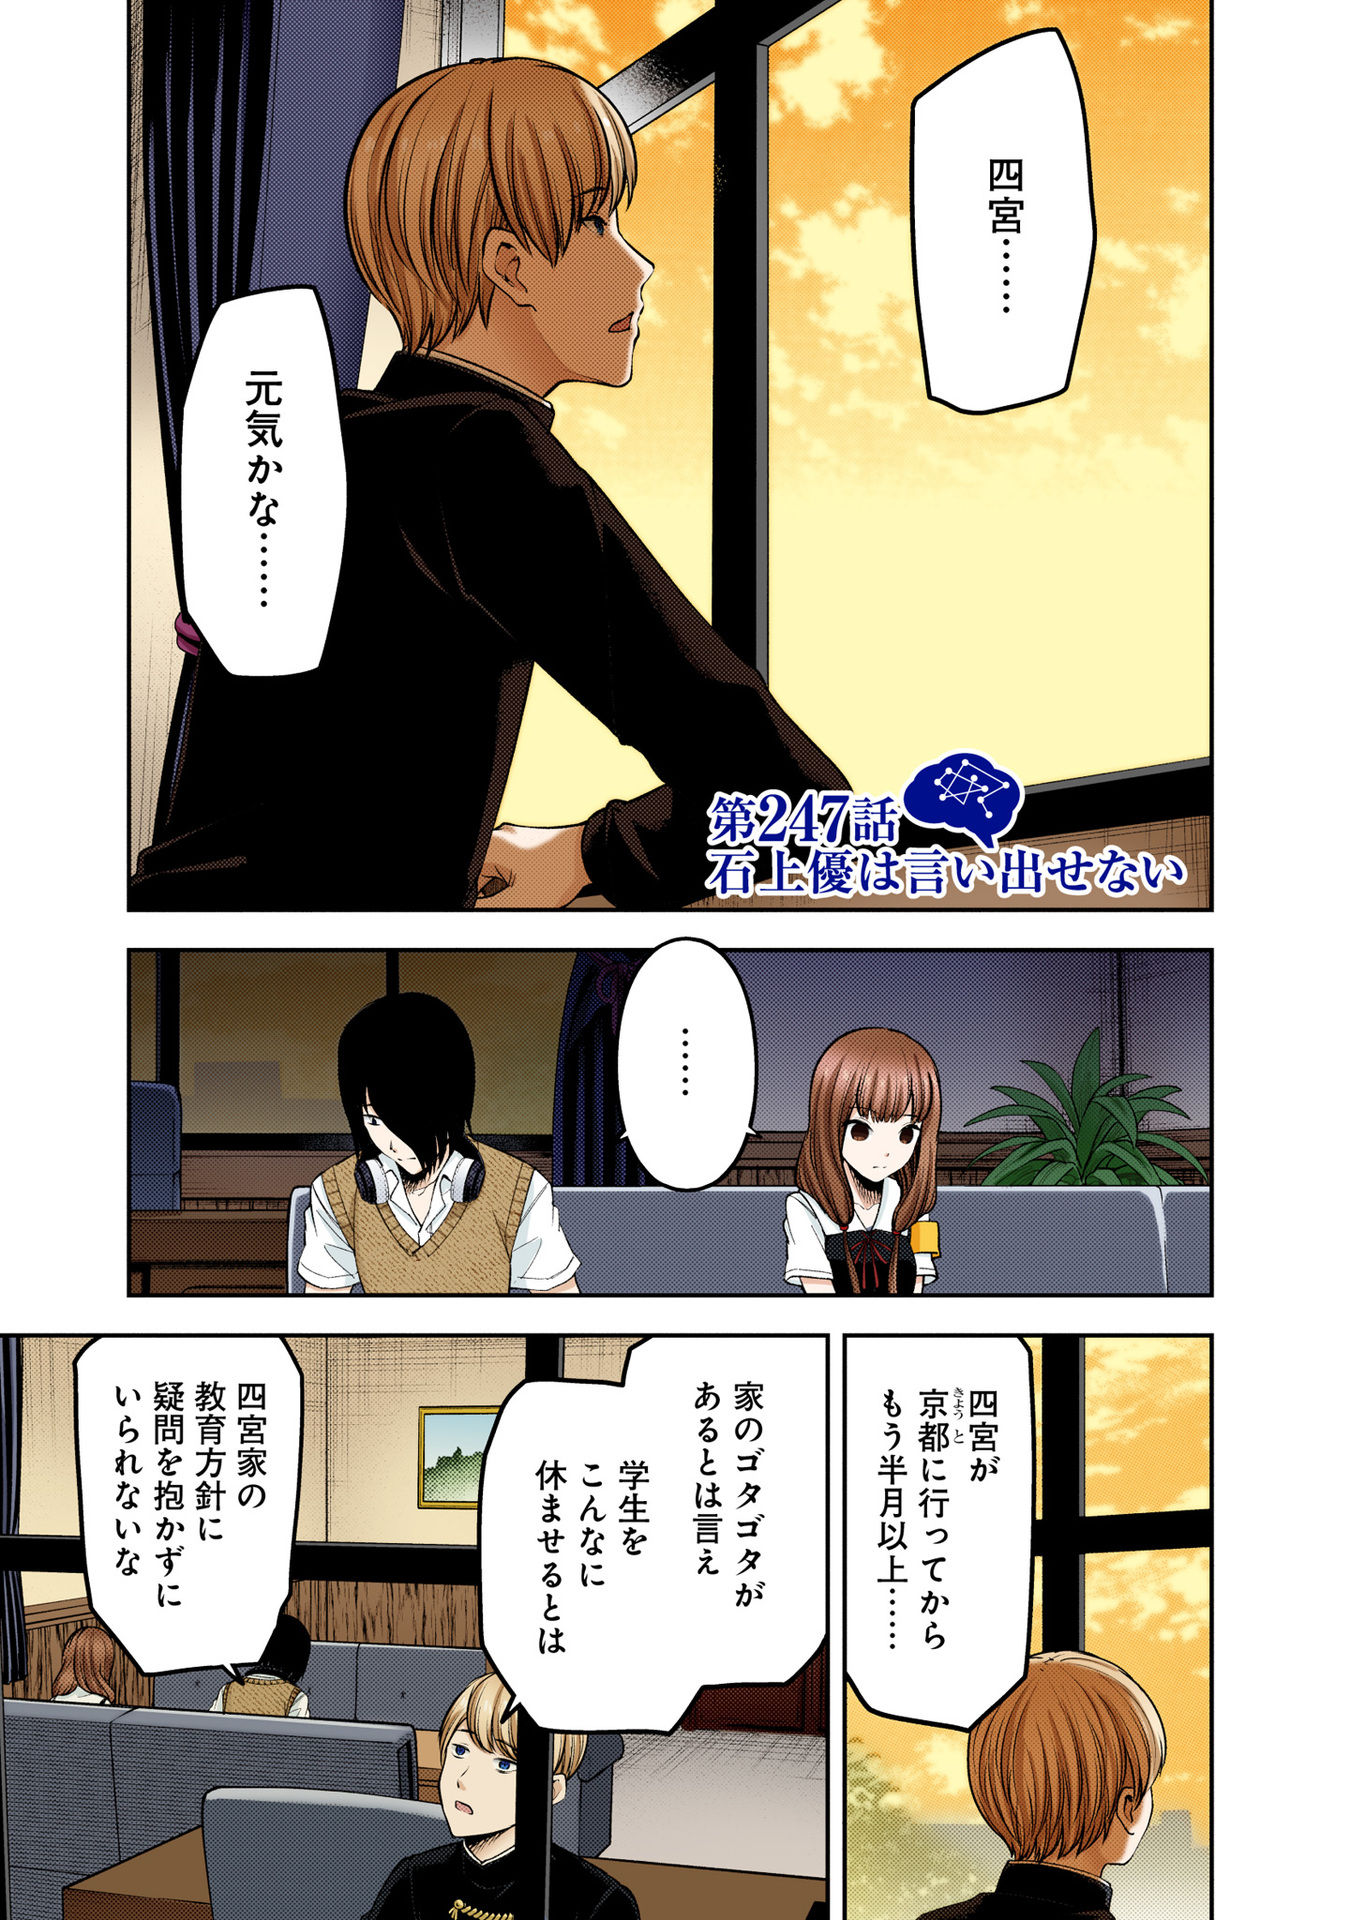 四宮……
元気かな……
第247話
石上優は言い出せない
……
四宮が
京都に行ってから
もう半月以上……
きょうと
家のゴタゴタが
あるとは言え
学生を
こんなに
休ませるとは
四宮家の
教育方針に
疑問を抱かずに
いられないな